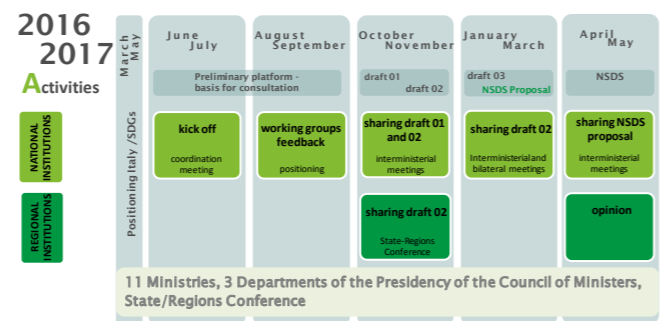 2016
2017
Activities
March
May
June
July
August
September
October
November
January
March
April
May
Preliminary platform -
basis for consultation
draft 01
draft 02
draft 03
NSDS Proposal
NSDS
Positioning Italy /SDGs
NATIONAL
INSTITUTIONS
kick off
coordination
meeting
working groups
feedback
positioning
sharing draft 01
and 02
interministerial
meetings
sharing draft 02
Interministerial and
bilateral meetings
sharing NSDS
proposal
interministerial
meetings
REGIONAL
INSTITUTIONS
sharing draft 02
State-Regions
Conference
opinion
11 Ministries, 3 Departments of the Presidency of the Council of Ministers,
State/Regions Conference